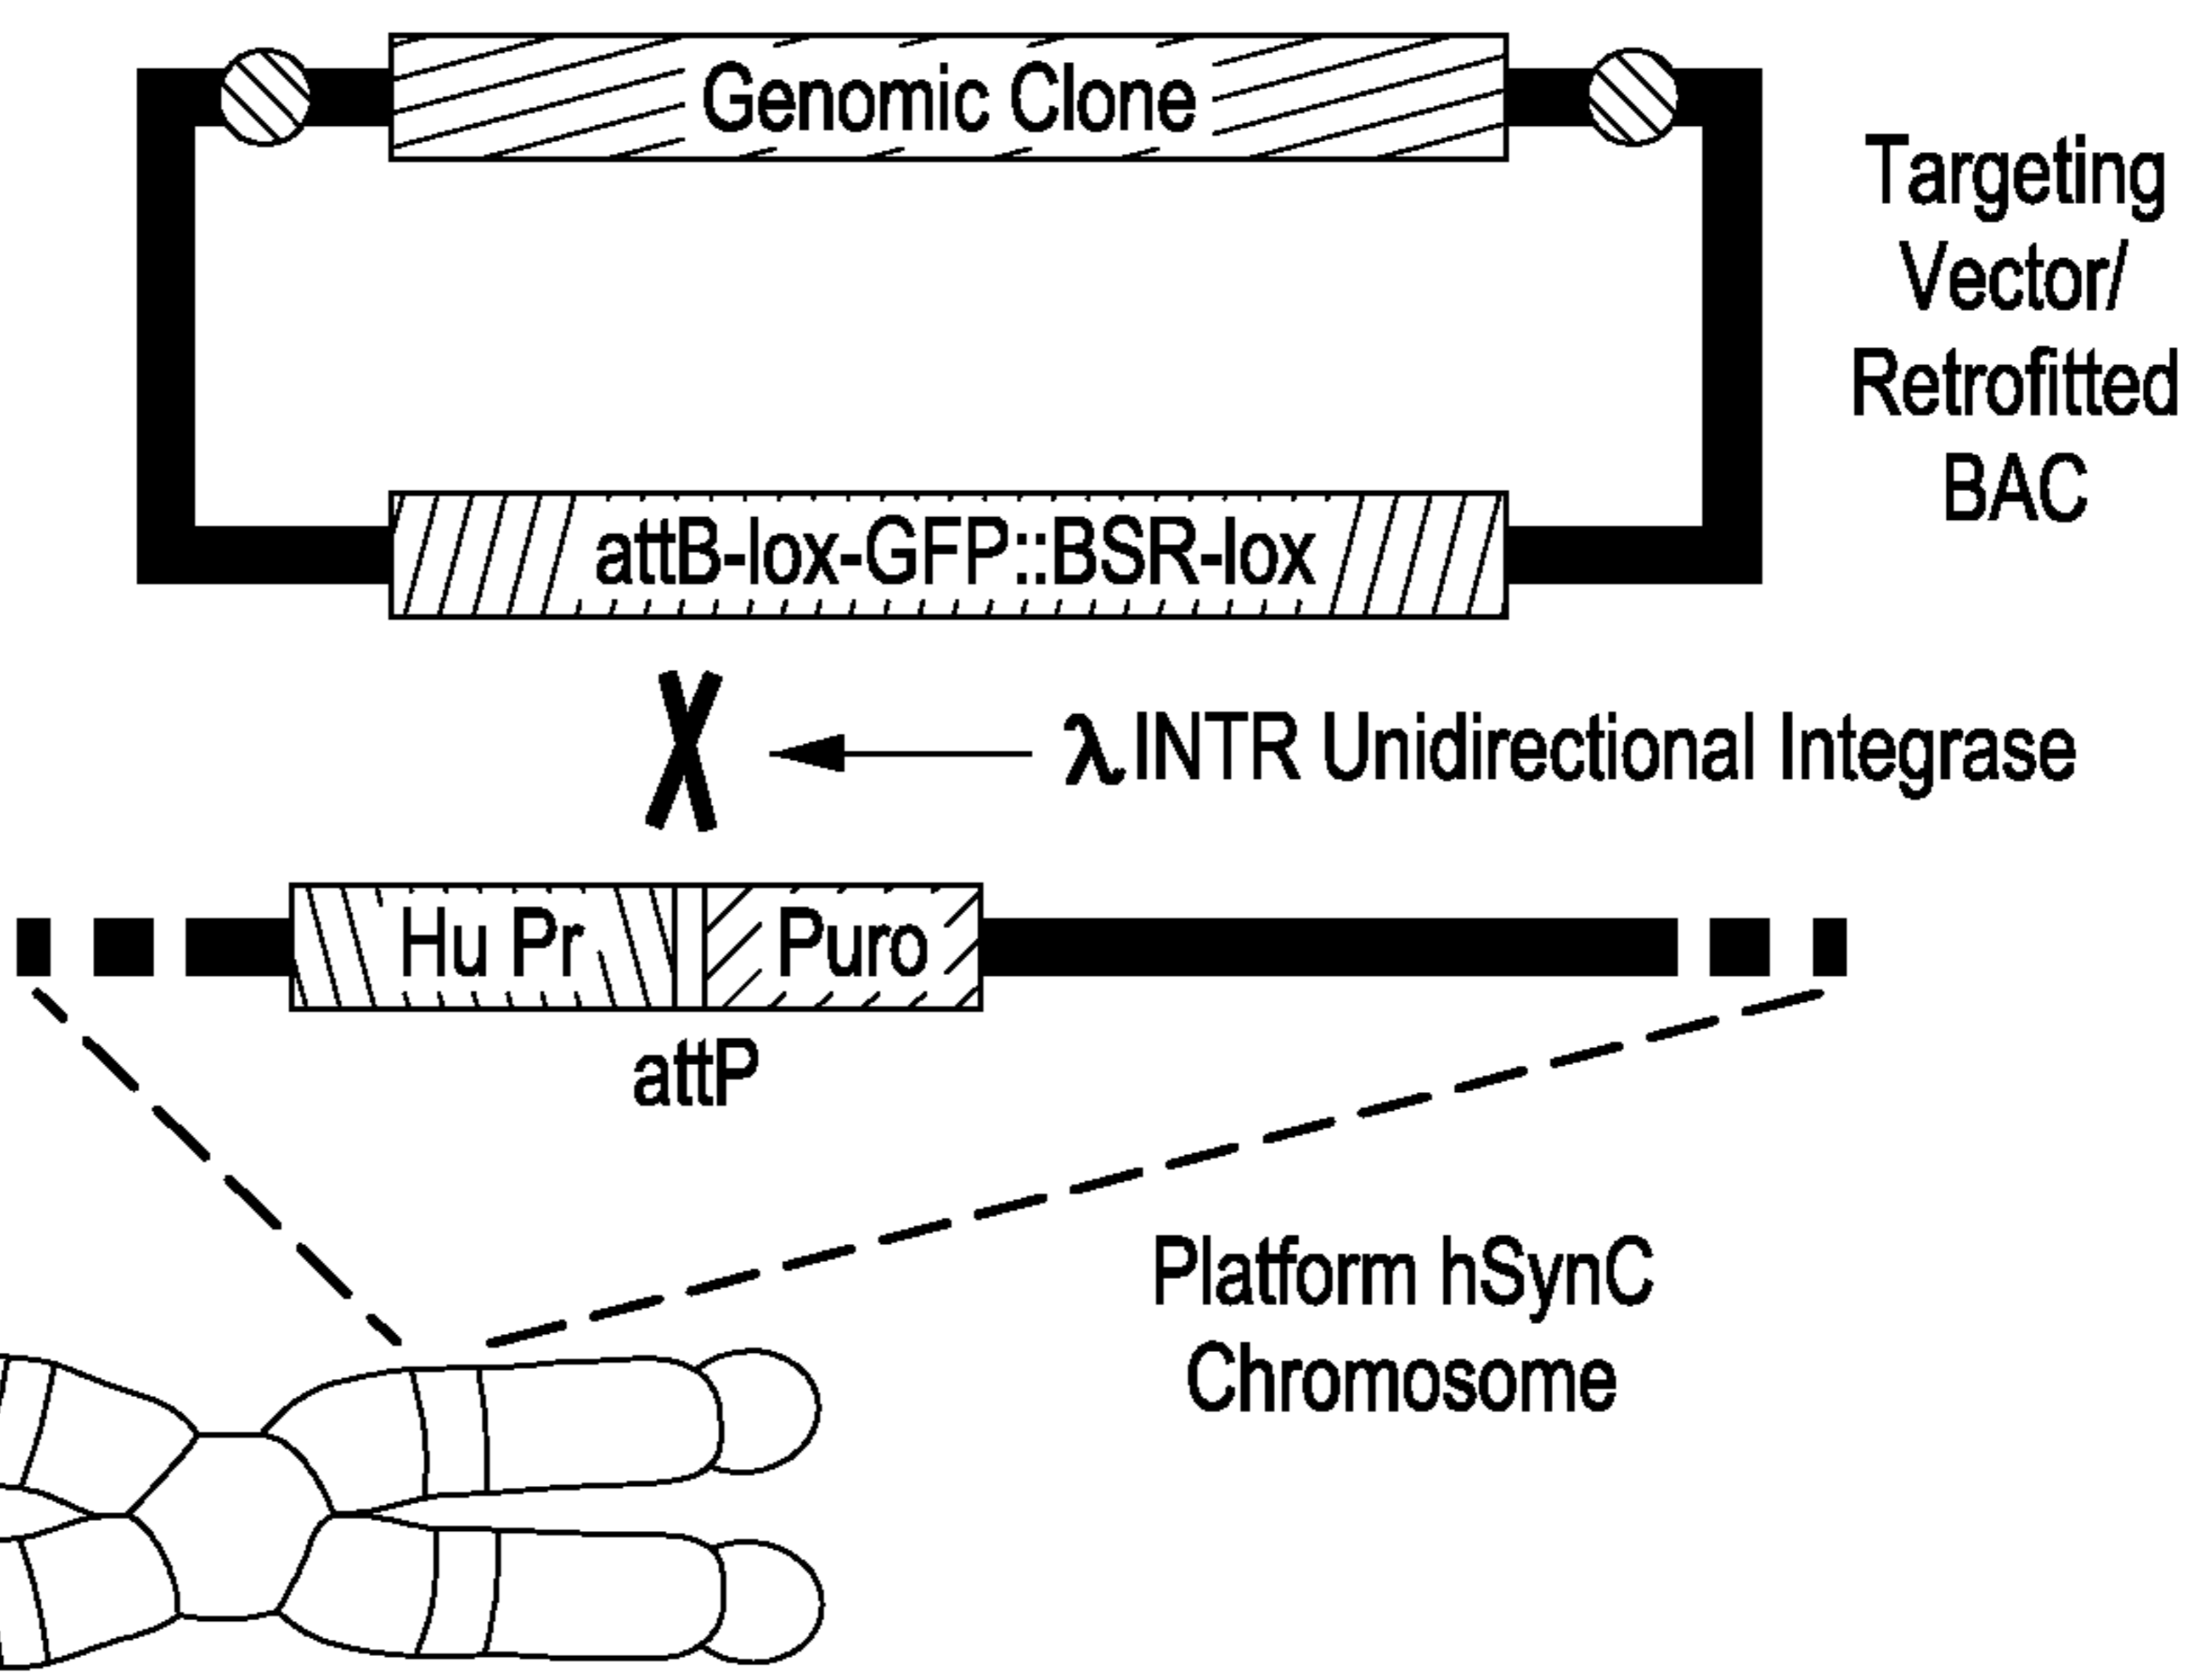 Genomic Clone
Targeting
Vector/
Retrofitted
BAC
attB-lox-GFP::BSR-lox
λ INTR Unidirectional Integrase
Hu Pr
Puro
attP
Platform hSynC
Chromosome